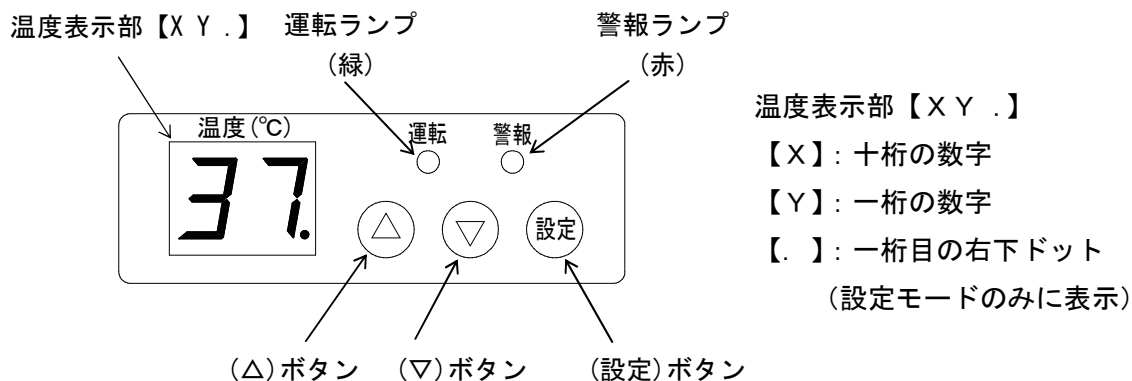 温度表示部【X Y .】 運転ランプ 警報ランプ
(緑) (赤)
温度(℃)
運転
警報
37.
△ ▽ 設定
(△)ボタン (▽)ボタン (設定)ボタン
温度表示部【X Y .】
【X】: 十桁の数字
【Y】: 一桁の数字
【. 】: 一桁目の右下ドット
(設定モードのみに表示)